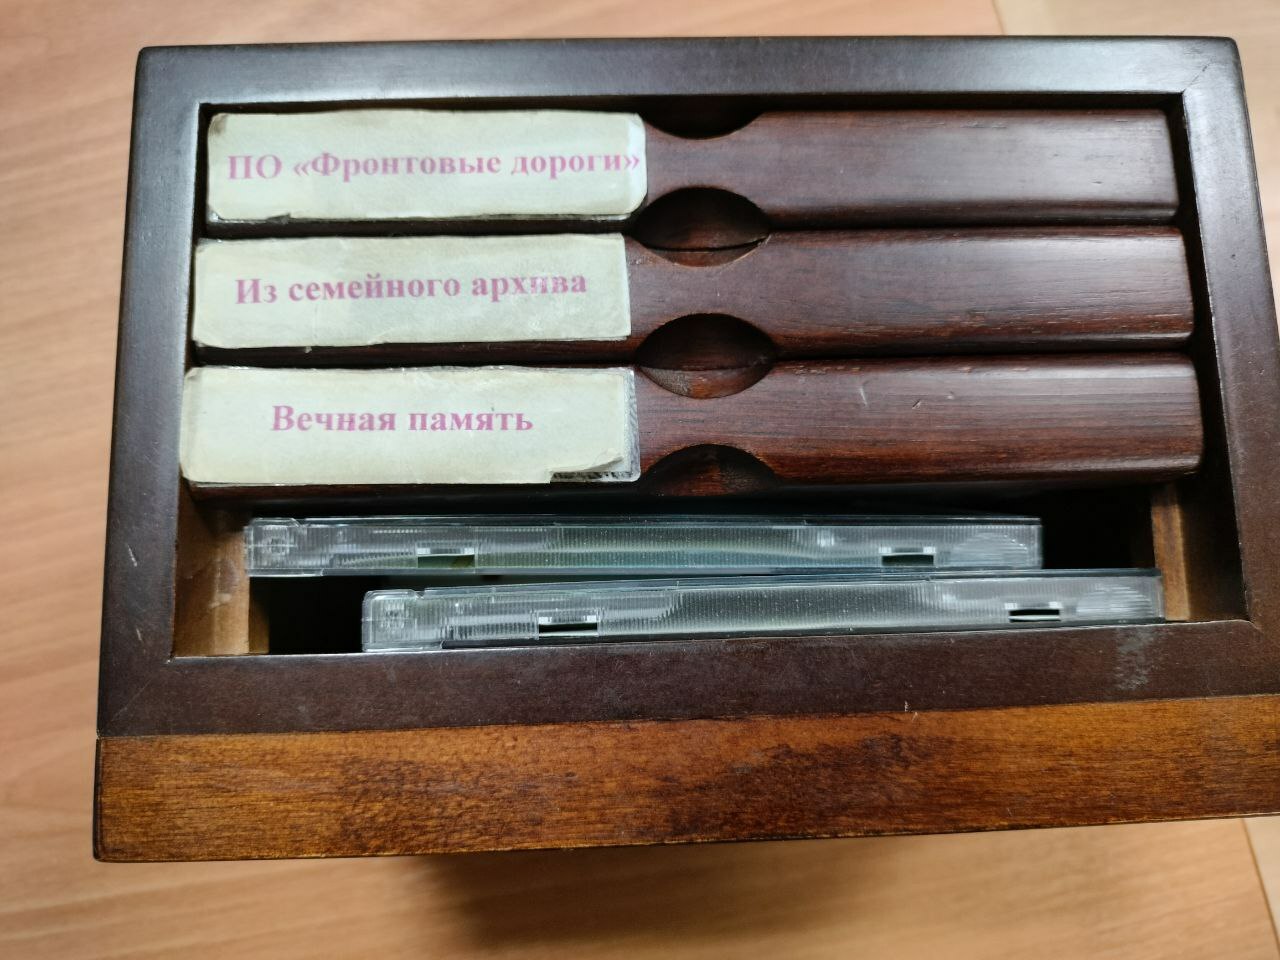 ПО «Фронтовые дороги»
Из семейного архива
Вечная память